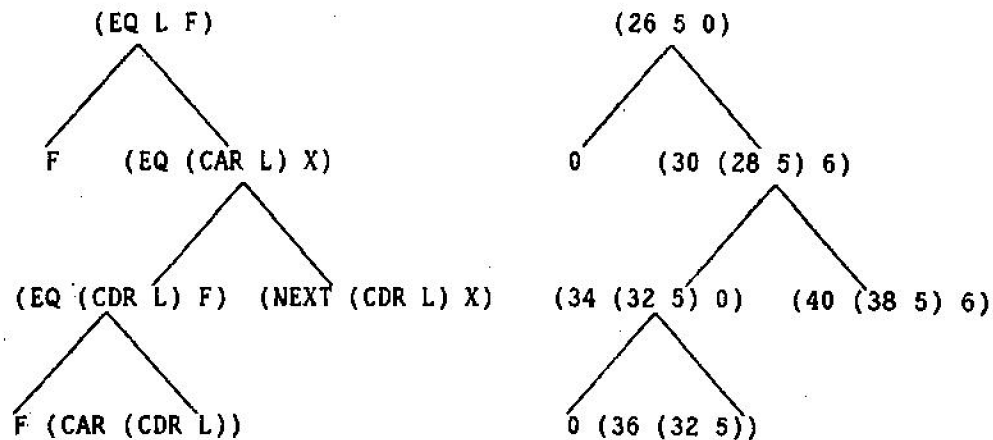 (EQ L F) (26 5 0)
F (EQ (CAR L) X) 0 (30 (28 5) 6)
(EQ (CDR L) F) (NEXT (CDR L) X) (34 (32 5) 0) (40 (38 5) 6)
F (CAR (CDR L)) 0 (36 (32 5))